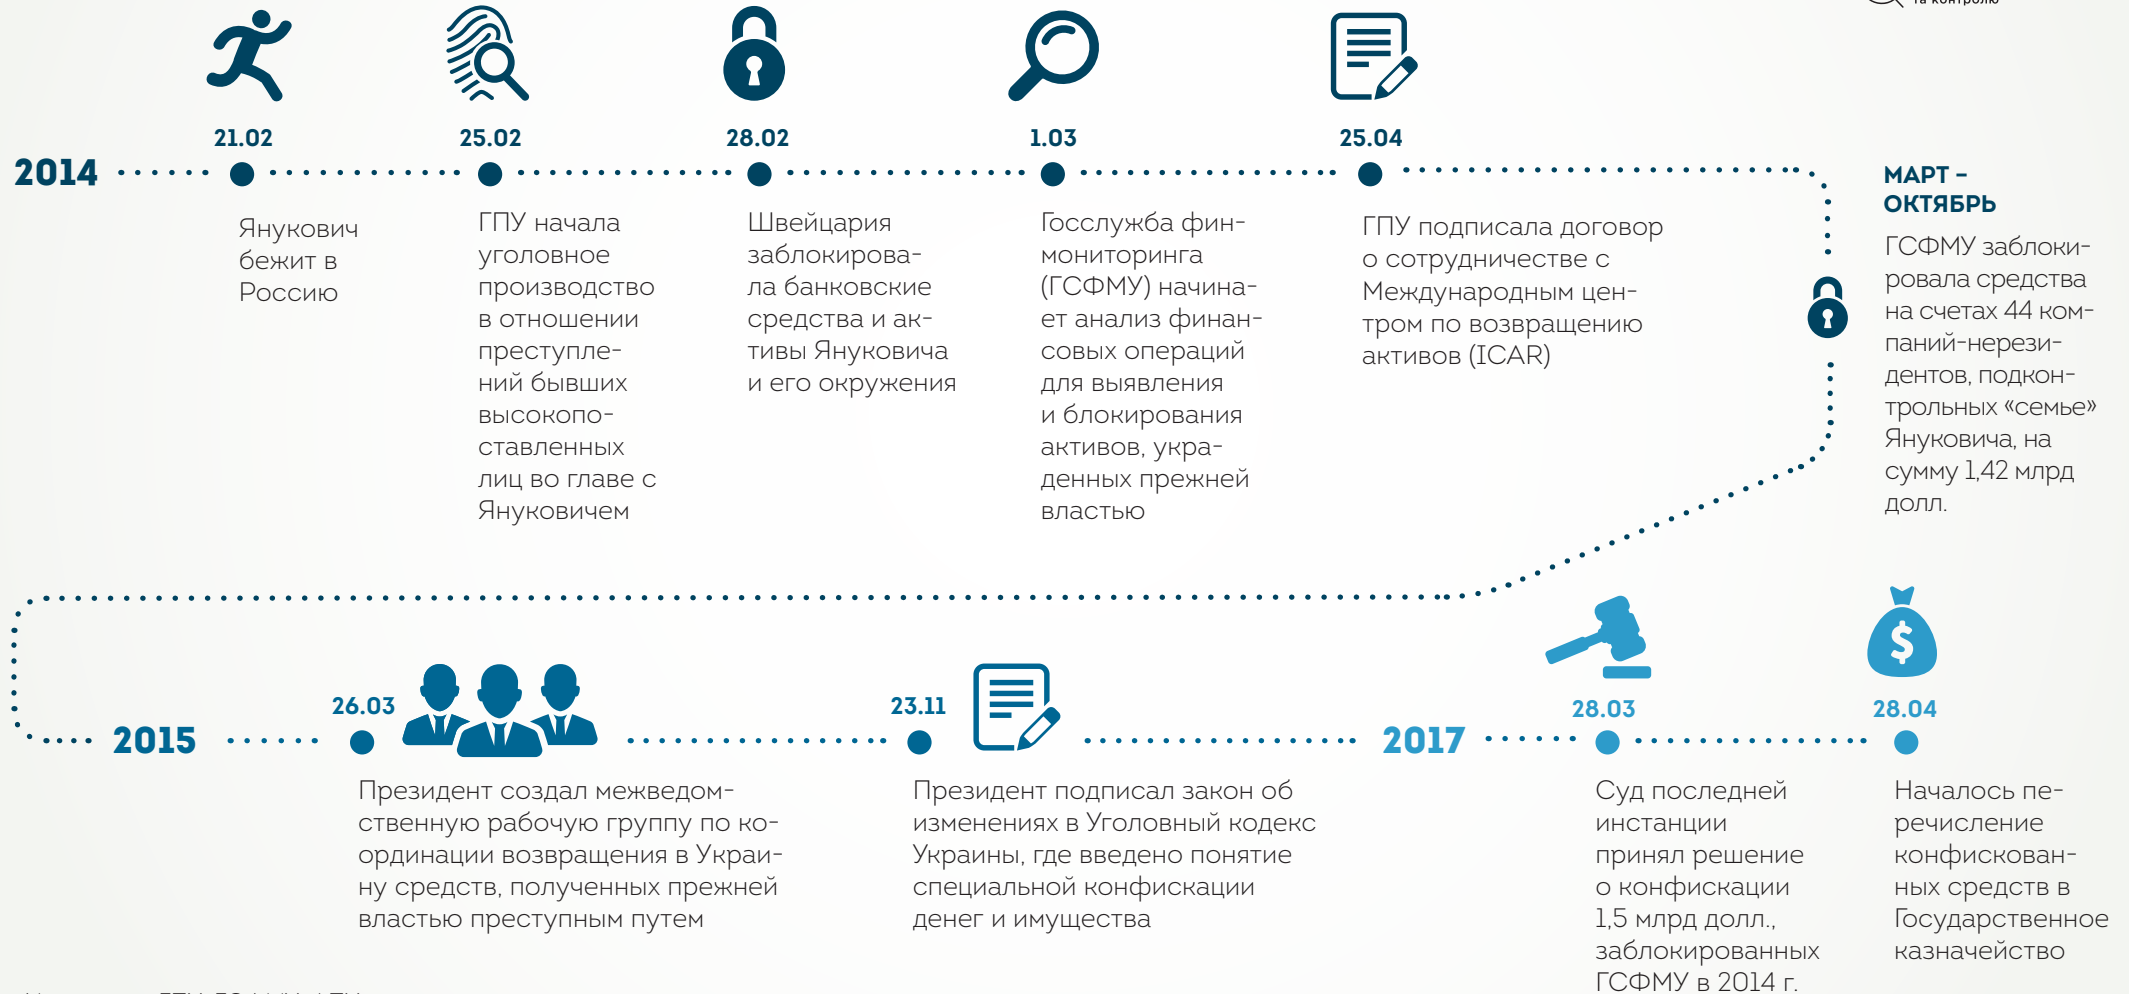 та контролю
2014
21.02
Янукович
бежит в
Россию
25.02
ГПУ начала
уголовное
производство
в отношении
преступле-
ний бывших
высокопо-
ставленных
лиц во главе с
Януковичем
28.02
Швейцария
заблокирова-
ла банковские
средства и ак-
тивы Януковича
и его окружения
1.03
Госслужба фин-
мониторинга
(ГСФМУ) начина-
ет анализ финан-
совых операций
для выявления
и блокирования
активов, укра-
денных прежней
властью
25.04
ГПУ подписала договор
о сотрудничестве с
Международным цен-
тром по возвращению
активов (ICAR)
МАРТ –
ОКТЯБРЬ
ГСФМУ заблоки-
ровала средства
на счетах 44 ком-
паний-нерези-
дентов, подкон-
трольных «семье»
Януковича, на
сумму 1,42 млрд
долл.
2015
26.03
Президент создал межведом-
ственную рабочую группу по ко-
ординации возвращения в Украи-
ну средств, полученных прежней
властью преступным путем
23.11
Президент подписал закон об
изменениях в Уголовный кодекс
Украины, где введено понятие
специальной конфискации
денег и имущества
2017
28.03
Суд последней
инстанции
принял решение
о конфискации
1,5 млрд долл.,
заблокированных
ГСФМУ в 2014 г.
28.04
$
Началось пе-
речисление
конфискован-
ных средств в
Государственное
казначейство